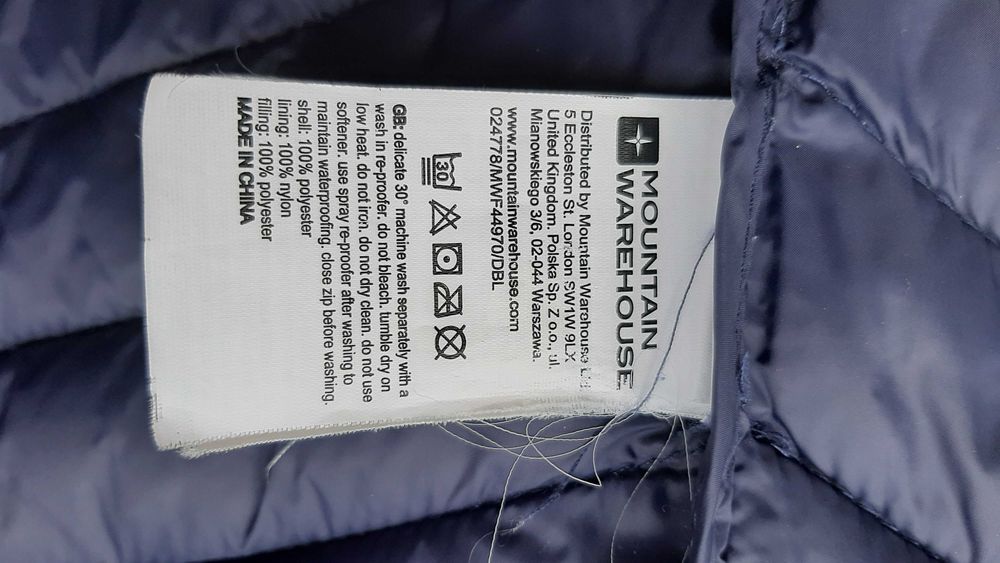 MOUNTAIN
WAREHOUSE
Distributed by Mountain Warehouse
5 Eccleston St. London SW1W 9LX
United Kingdom. Polska Sp. Z o.o., ul.
Mianowskiego 3/6, 02-044 Warszawa.
www.mountainwarehouse.com
024778/MWF44970/DBL
30
GB: delicate 30° machine wash separately with a
wash in re-proofer. do not bleach. tumble dry on
low heat. do not iron. do not dry clean. do not use
softener. use spray re-proofer after washing to
maintain waterproofing. close zip before washing.
shell: 100% polyester
lining: 100% nylon
filling: 100% polyester
MADE IN CHINA